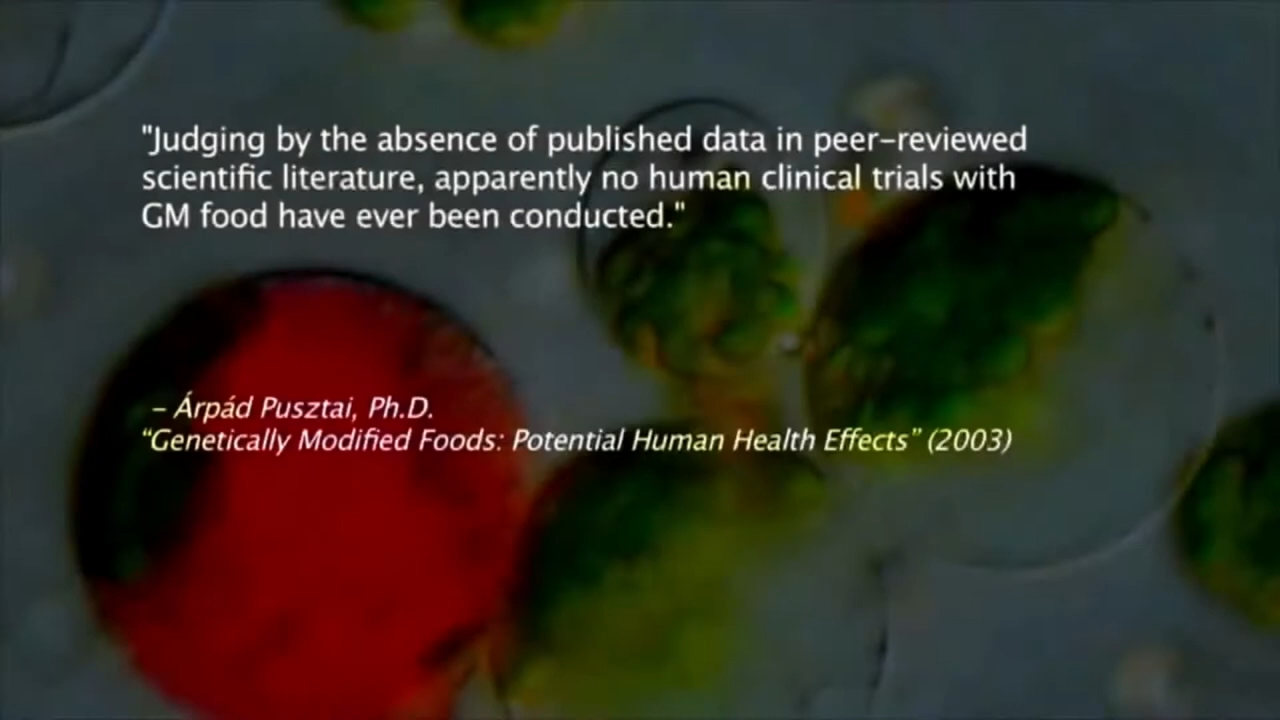 "Judging by the absence of published data in peer-reviewed
scientific literature, apparently no human clinical trials with
GM food have ever been conducted."
– Árpád Pusztai, Ph.D.
“Genetically Modified Foods: Potential Human Health Effects” (2003)